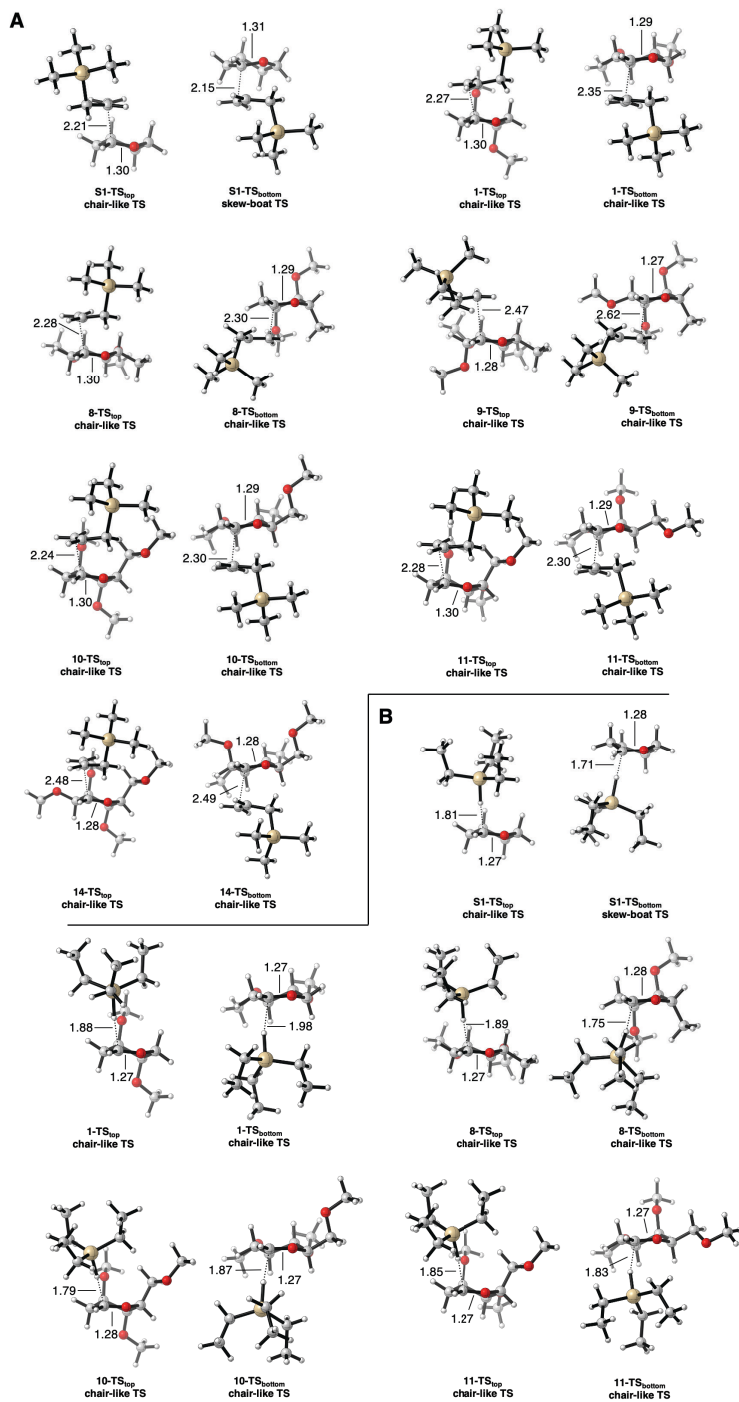 A
1.31
2.15
2.21
1.30
S1-TStop
chair-like TS
S1-TSbottom
skew-boat TS
2.27
1.30
1-TStop
chair-like TS
1.29
2.35
1-TSbottom
chair-like TS
2.28
1.30
8-TStop
chair-like TS
1.29
2.30
8-TSbottom
chair-like TS
2.47
1.28
9-TStop
chair-like TS
1.27
2.62
9-TSbottom
chair-like TS
2.24
1.30
10-TStop
chair-like TS
1.29
2.30
10-TSbottom
chair-like TS
2.28
1.30
11-TStop
chair-like TS
1.29
2.30
11-TSbottom
chair-like TS
2.48
1.28
14-TStop
chair-like TS
1.28
2.49
14-TSbottom
chair-like TS
B
1.81
1.27
S1-TStop
chair-like TS
1.28
1.71
S1-TSbottom
skew-boat TS
1.88
1.27
1-TStop
chair-like TS
1.27
1.98
1-TSbottom
chair-like TS
1.89
1.27
8-TStop
chair-like TS
1.28
1.75
8-TSbottom
chair-like TS
1.79
1.28
10-TStop
chair-like TS
1.87
1.27
10-TSbottom
chair-like TS
1.85
1.27
11-TStop
chair-like TS
1.27
1.83
11-TSbottom
chair-like TS